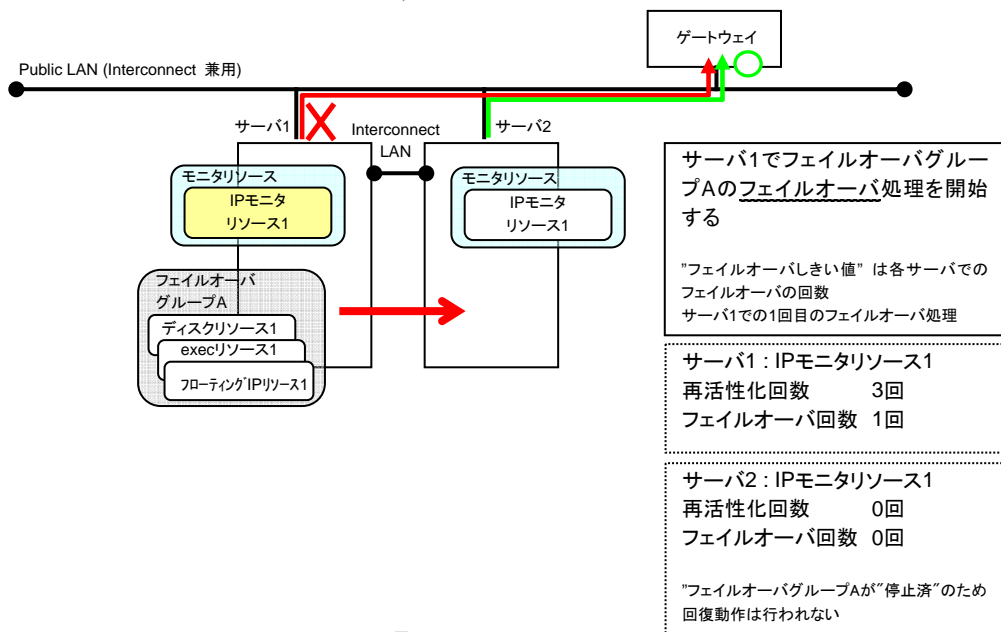 ゲートウェイ
Public LAN (Interconnect 兼用)
サーバ1
Interconnect
LAN
サーバ2
モニタリソース
IPモニタ
リソース1
モニタリソース
IPモニタ
リソース1
フェイルオーバ
グループA
ディスクリソース1
execリソース1
フローティングIPリソース1
サーバ1でフェイルオーバグルー
プAのフェイルオーバ処理を開始
する
"フェイルオーバしきい値" は各サーバでの
フェイルオーバの回数
サーバ1での1回目のフェイルオーバ処理
サーバ1 : IPモニタリソース1
再活性化回数 3回
フェイルオーバ回数 1回
サーバ2 : IPモニタリソース1
再活性化回数 0回
フェイルオーバ回数 0回
"フェイルオーバグループAが"停止済"のため
回復動作は行われない